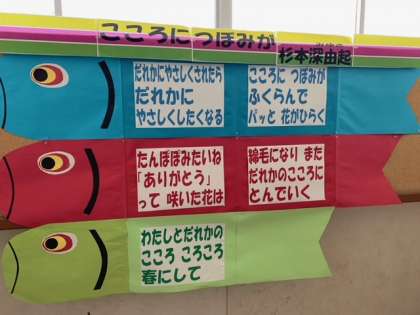 こころに つぼみが
杉本深由起
だれかにやさしくされたら
だれかに
やさしくしたくなる
こころに つぼみが
ふくらんで
パッと 花がひらく
たんぽぽみたいね
「ありがとう」
って 咲いた花は
綿毛になり また
だれかのこころに
とんでいく
わたしとだれかの
こころ ころころ
春にして